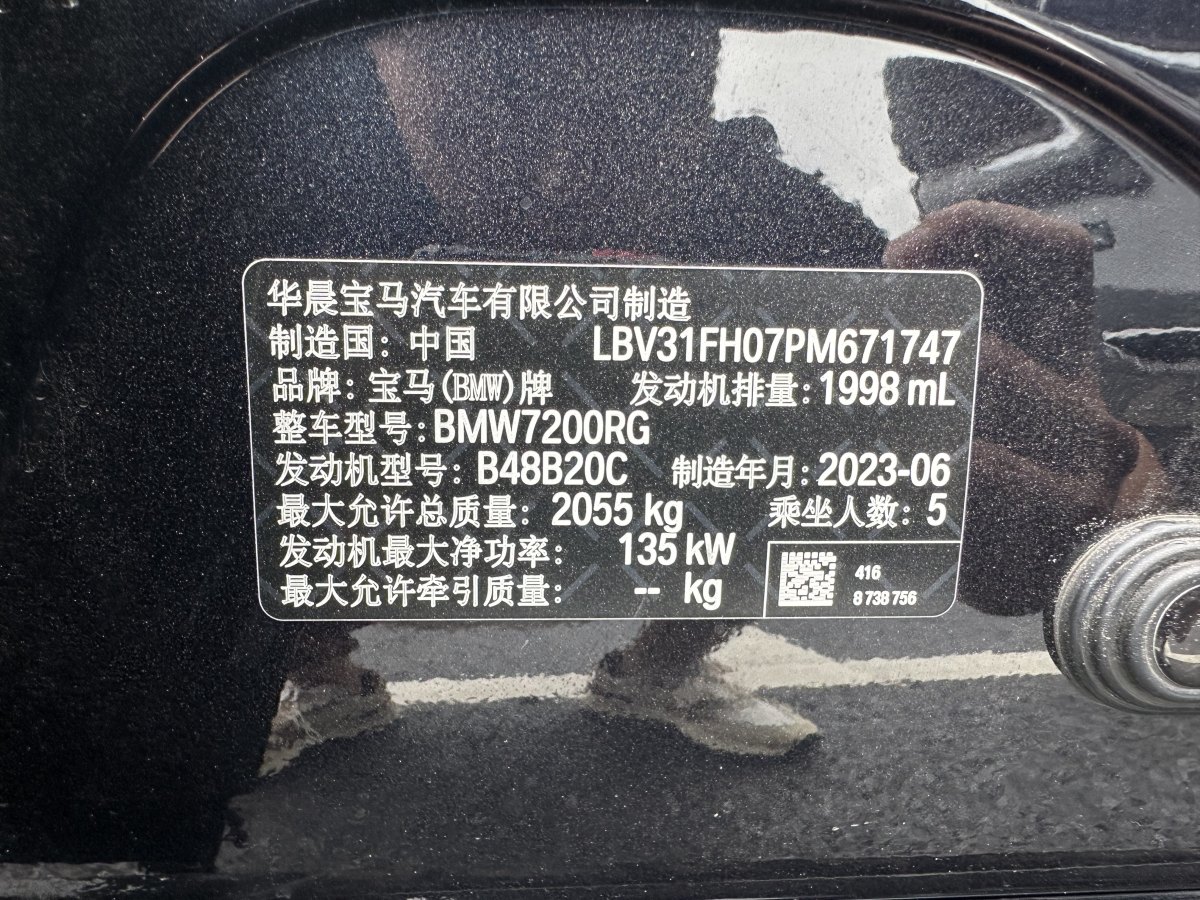 华晨宝马汽车有限公司制造
制造国：中国 LBV31FH07PM671747
品牌：宝马(BMW)牌 发动机排量:1998 mL
整车型号:BMW7200RG
发动机型号：B48B20C 制造年月:2023-06
最大允许总质量：2055 kg 乘坐人数：5
发动机最大净功率： 135 kW
最大允许牵引质量： -- kg
416
8 738 756